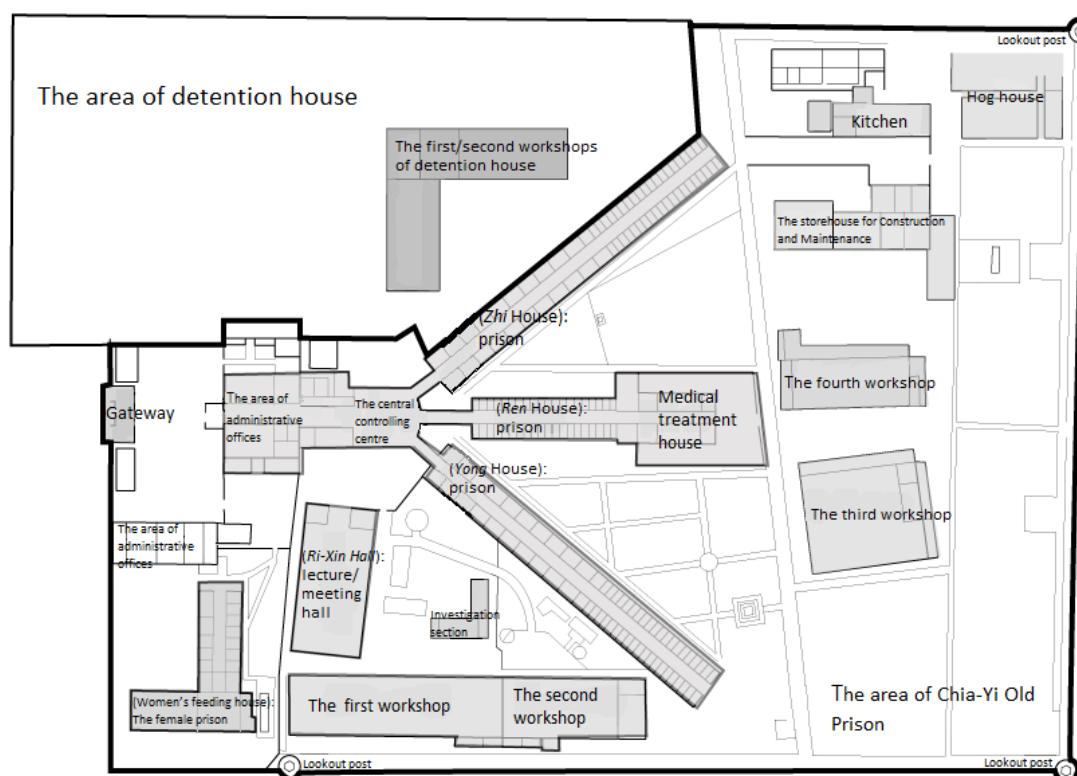 Lookout post
The area of detention house
Hog house
Kitchen
The first/second workshops
of detention house
The storehouse for Construction
and Maintenance
(Zhi House):
prison
The fourth workshop
Gateway
The area of
administrative
offices
The central
controlling
centre
(Ren House):
prison
Medical
treatment
house
(Yong House):
prison
The third workshop
The area of
administrative
offices
(Ri-Xin Hall):
lecture/
meeting
hall
Investigation
section
(Women's feeding house):
The female prison
The first workshop
The second
workshop
The area of Chia-Yi Old
Prison
Lookout post
Lookout post